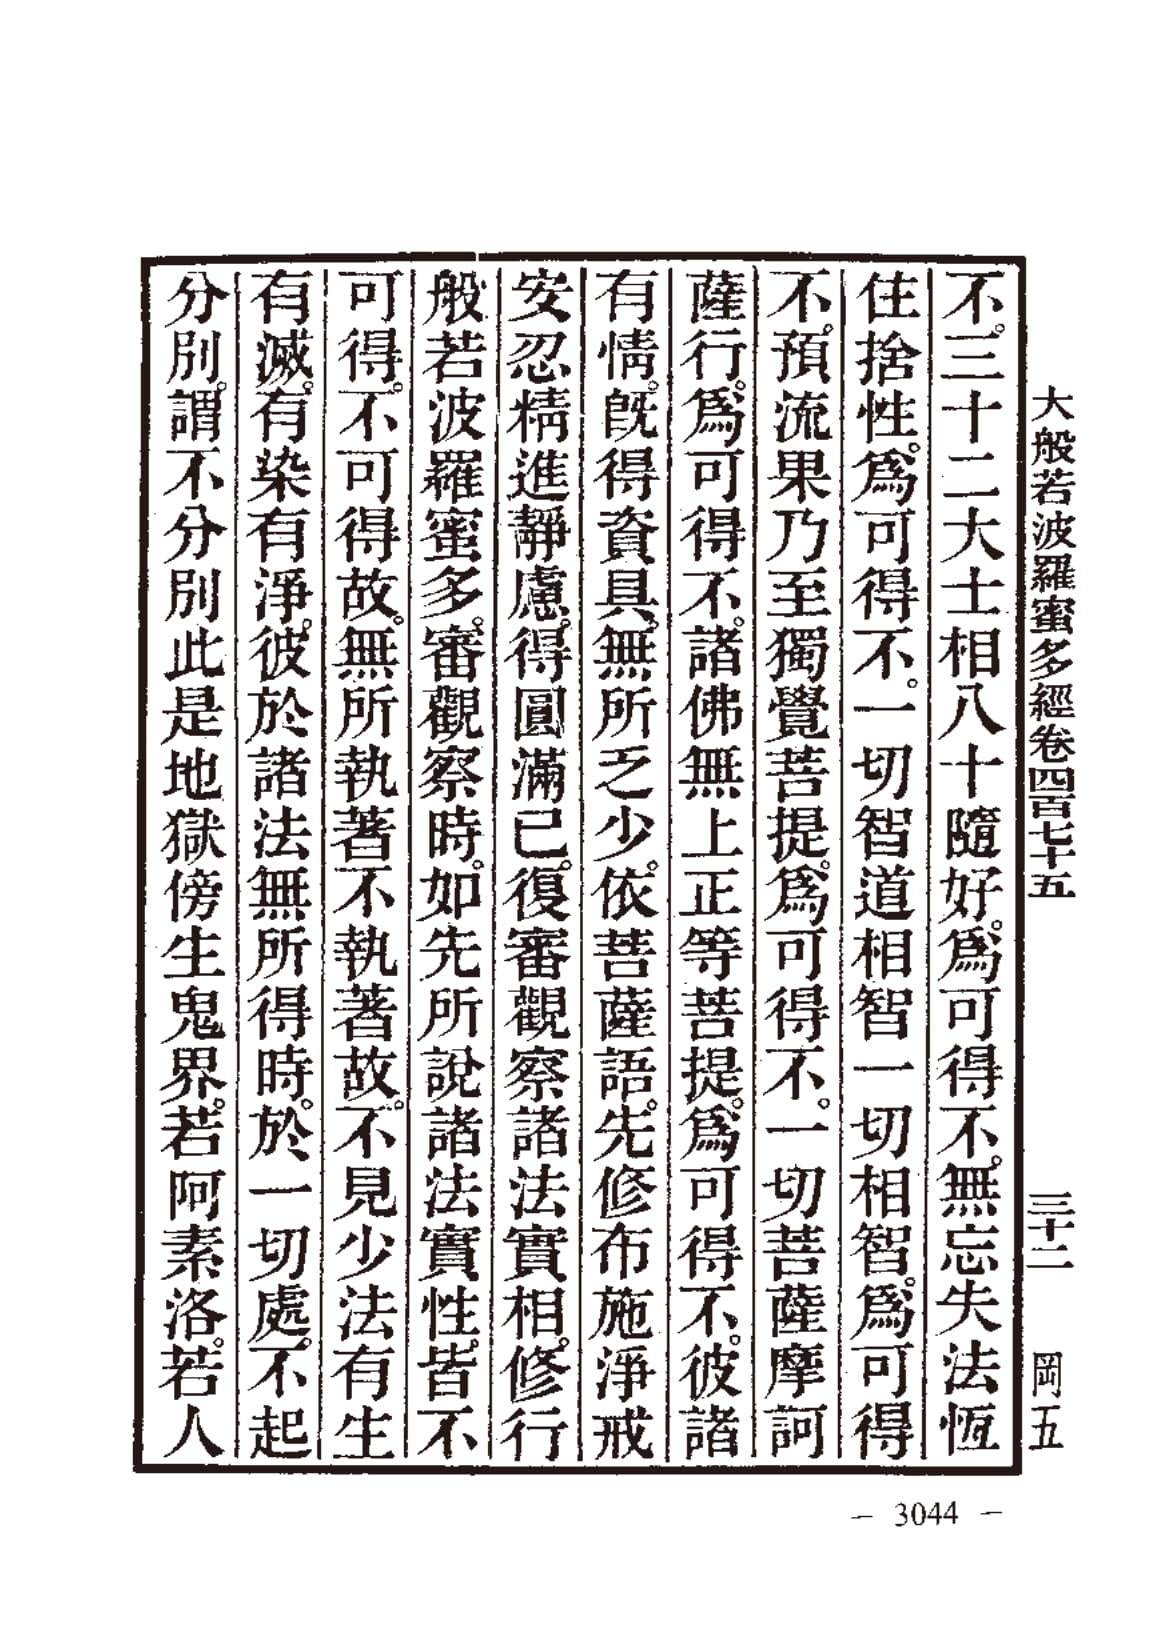 大般若波羅蜜多經卷四百七十五 三十二 岡五
不。三十二大士相八十隨好。爲可得不。無忘失法恆
住捨性。爲可得不。一切智道相智一切相智。爲可得
不。預流果乃至獨覺菩提。爲可得不。一切菩薩摩訶
薩行。爲可得不。諸佛無上正等菩提。爲可得不。彼諸
有情。旣得資具。無所乏少。依菩薩語。先修布施淨戒
安忍精進靜慮。得圓滿已。復審觀察諸法實相。修行
般若波羅蜜多。審觀察時。如先所說諸法實性。皆不
可得。不可得故。無所執著不執著故。不見少法有生
有滅。有染有淨。彼於諸法無所得時。於一切處。不起
分別。謂不分別此是地獄傍生鬼界。若阿素洛。若人
— 3044 —